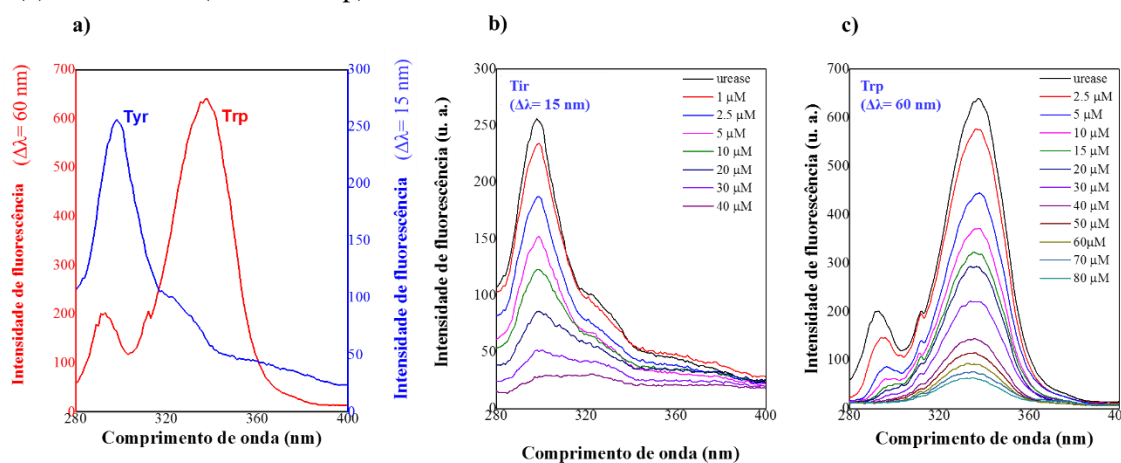 a)
Intensidade de fluorescência (Δλ= 60 nm)
700
600
500
400
300
200
100
0
Tyr
Trp
300
250
200
150
100
50
0
Intensidade de fluorescência (Δλ= 15 nm)
280
320
360
400
Comprimento de onda (nm)
b)
Intensidade de fluorescência (u. a.)
300
250
200
150
100
50
0
Tir
(Δλ= 15 nm)
urease
1 µM
2.5 µM
5 µM
10 µM
20 µM
30 µM
40 µM
280
320
360
400
Comprimento de onda (nm)
c)
Intensidade de fluorescência (u. a.)
700
600
500
400
300
200
100
0
Trp
(Δλ= 60 nm)
urease
2.5 µM
5 µM
10 µM
15 µM
20 µM
30 µM
40 µM
50 µM
60µM
70 µM
80 µM
280
320
360
Comprimento de onda (nm)